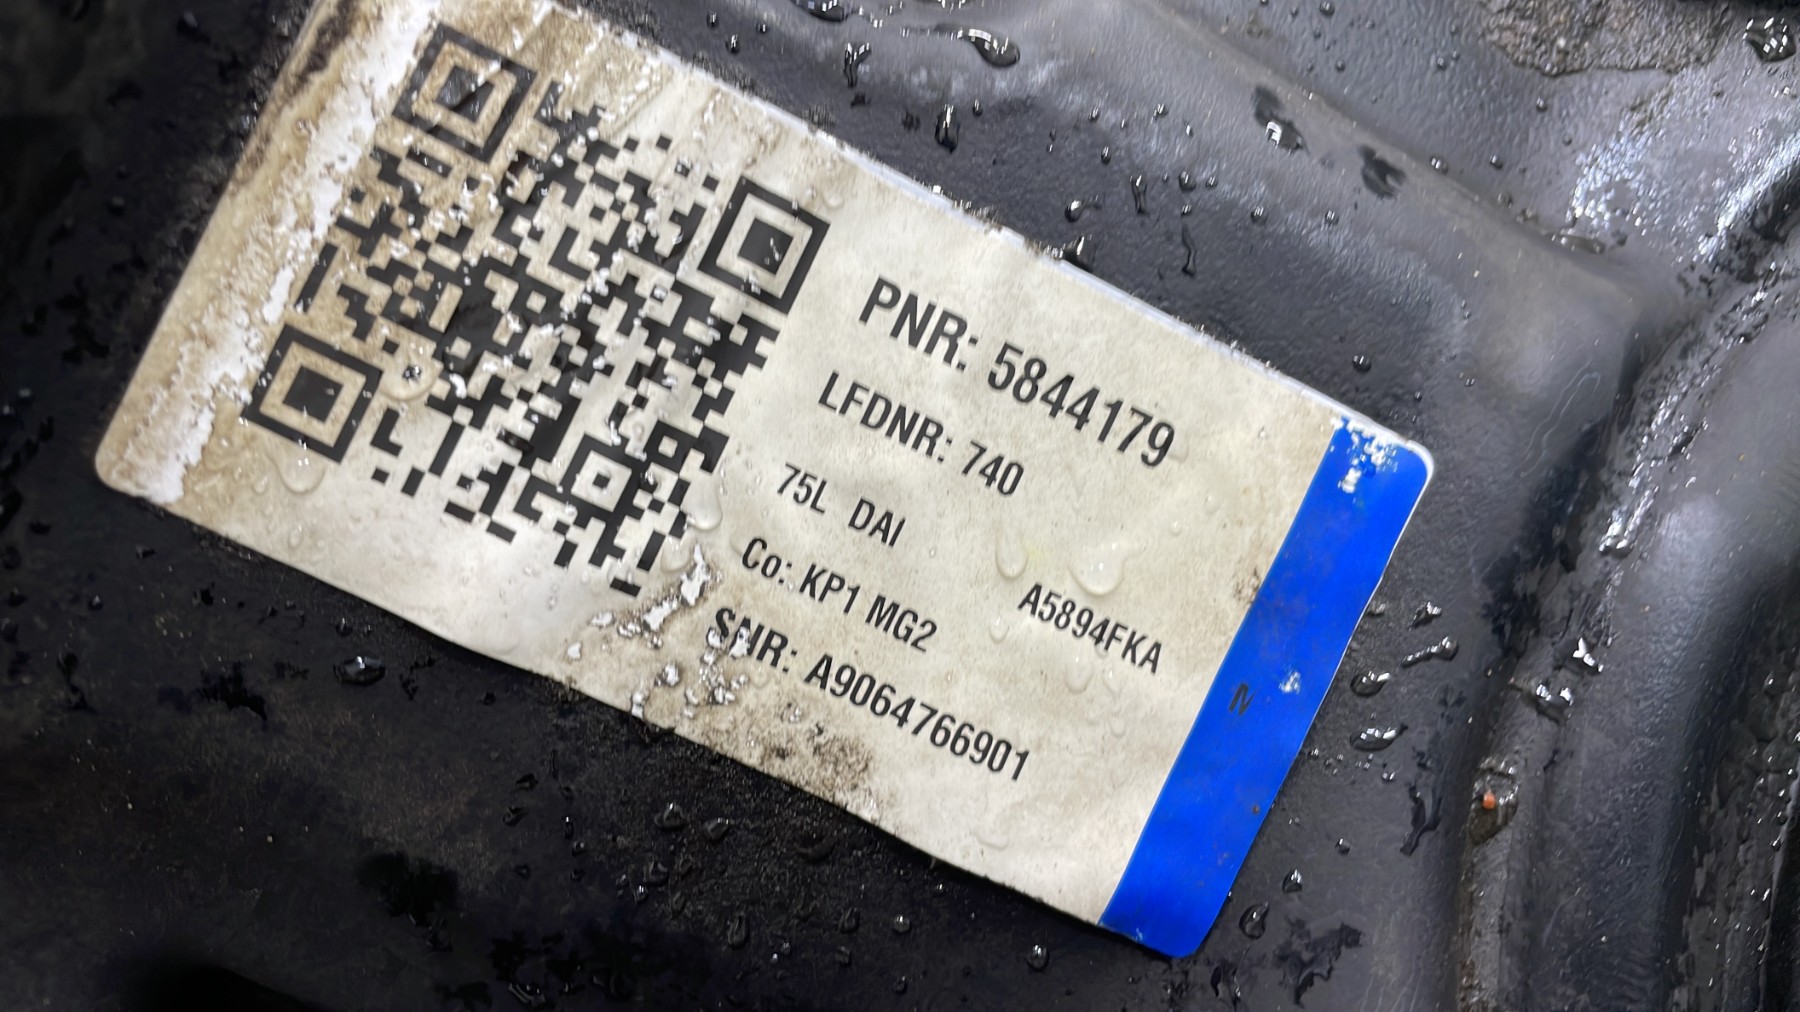 PNR: 5844179
LFDNR: 740
75L DAI
A5894FKA
Co: KP1 MG2
SNR: A9064766901
N